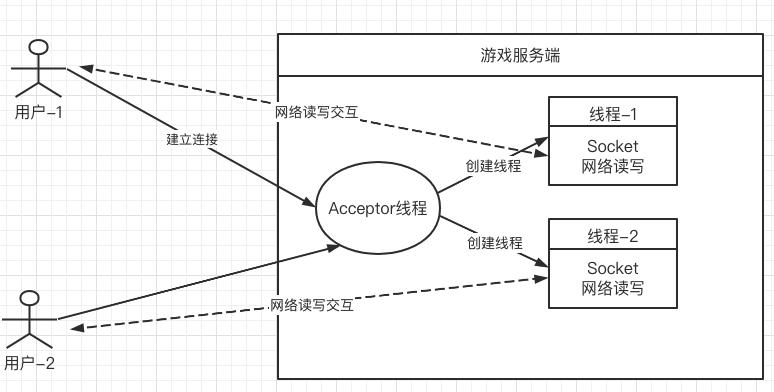 游戏服务端
用户-1
网络读写交互
线程-1
建立连接
Socket
网络读写
创建线程
Acceptor线程
线程-2
创建线程
Socket
网络读写
网络读写交互
用户-2